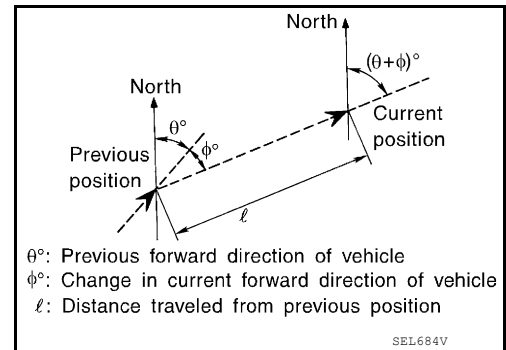 North
(θ+ϕ)°
North
θ°
ϕ°
Current
position
Previous
position
ℓ
θ°: Previous forward direction of vehicle
ϕ°: Change in current forward direction of vehicle
ℓ: Distance traveled from previous position
SEL684V